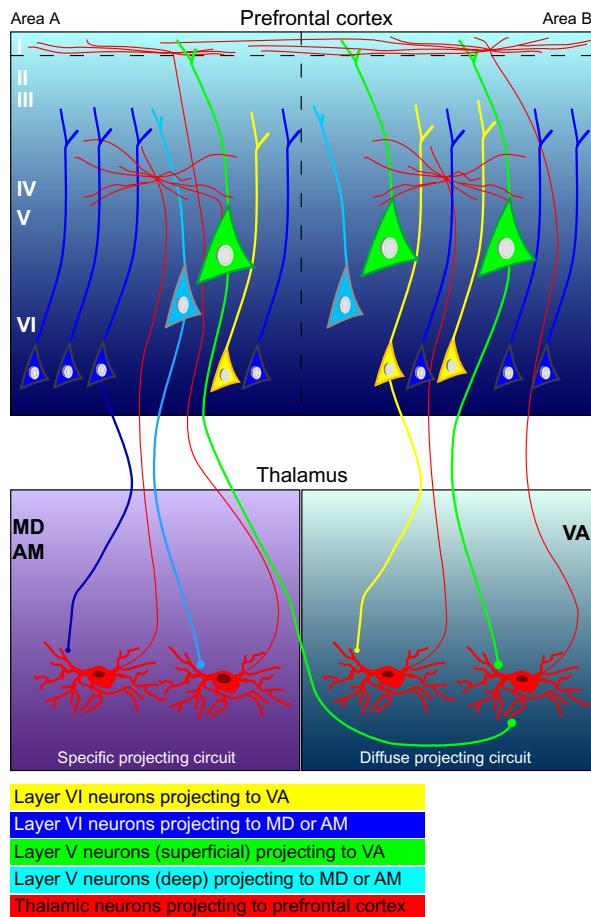 Area A
Prefrontal cortex
Area B
I
II
III
IV
V
VI
Thalamus
MD
AM
VA
Specific projecting circuit
Diffuse projecting circuit
Layer VI neurons projecting to VA
Layer VI neurons projecting to MD or AM
Layer V neurons (superficial) projecting to VA
Layer V neurons (deep) projecting to MD or AM
Thalamic neurons projecting to prefrontal cortex